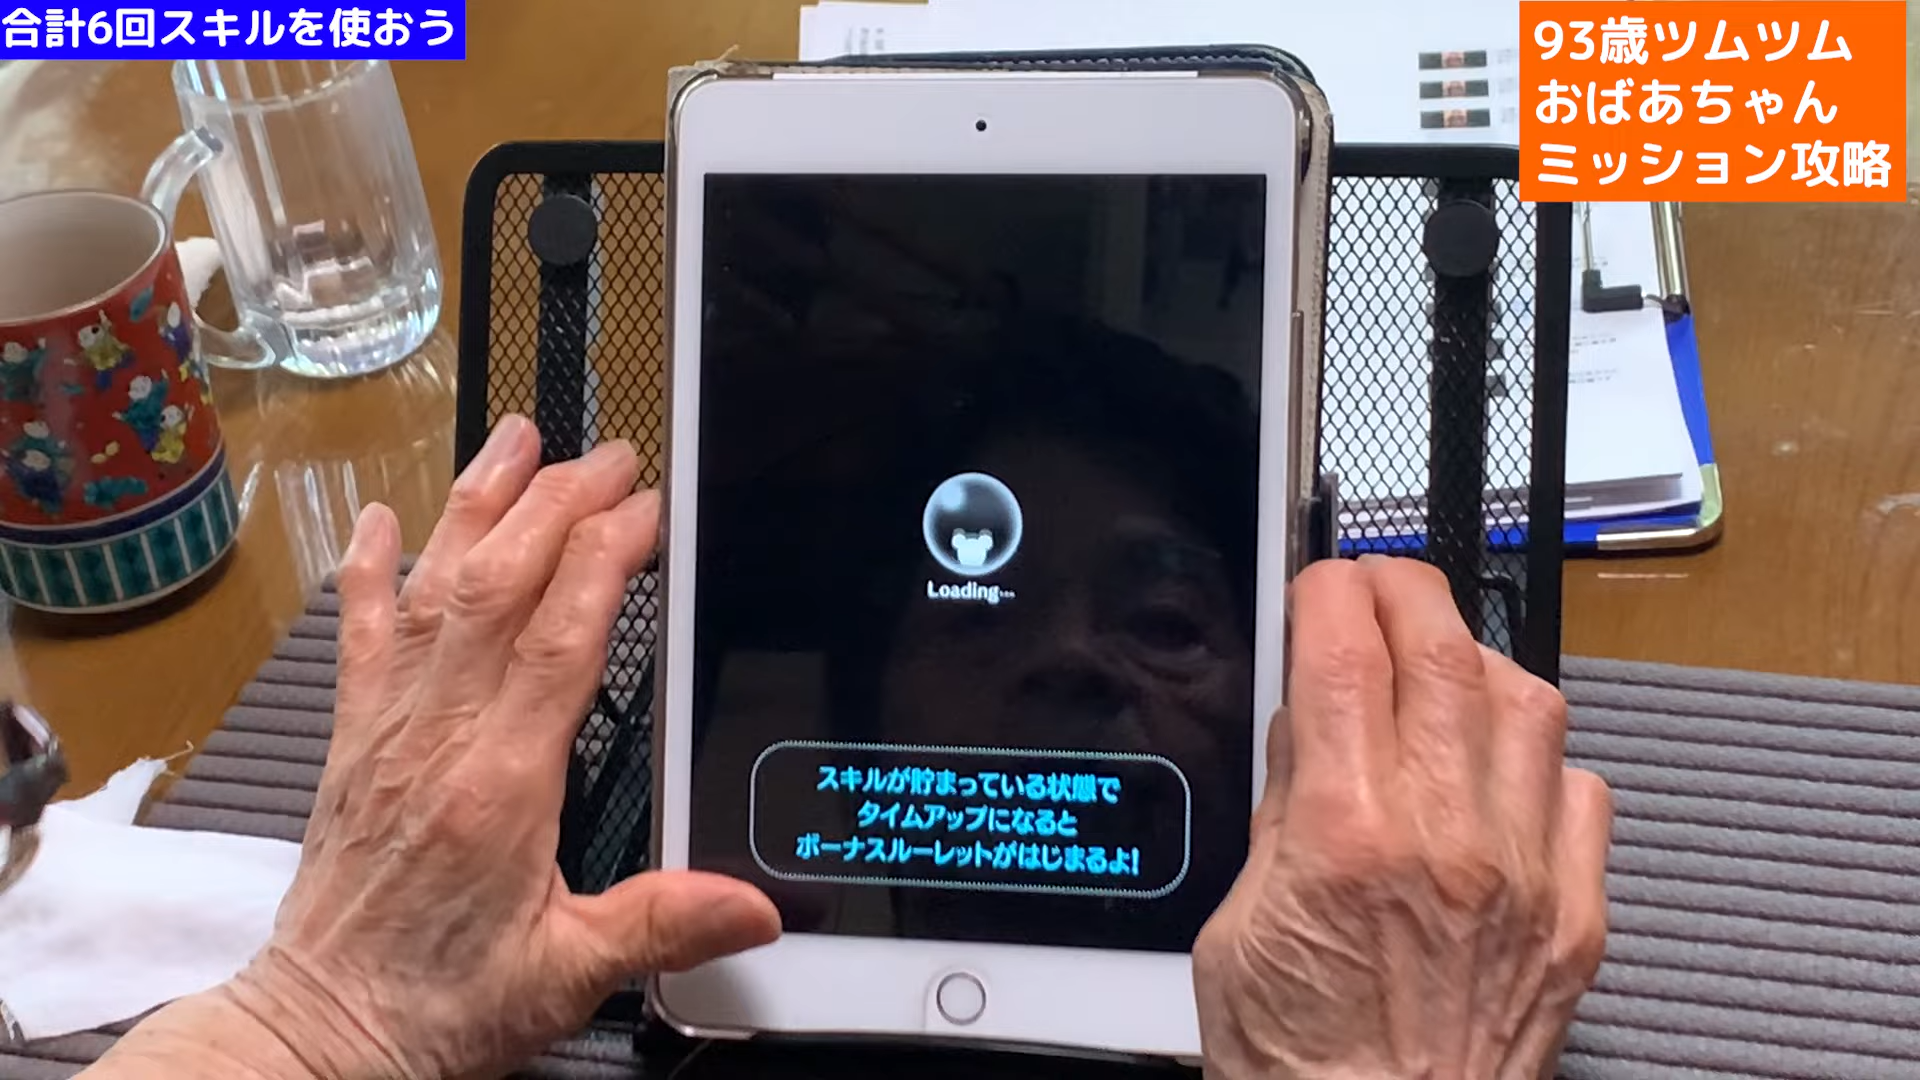 合計6回スキルを使おう
93歳ツムツム
おばあちゃん
ミッション攻略
Loading...
スキルが貯まっている状態で
タイムアップになると
ボーナスルーレットがはじまるよ!